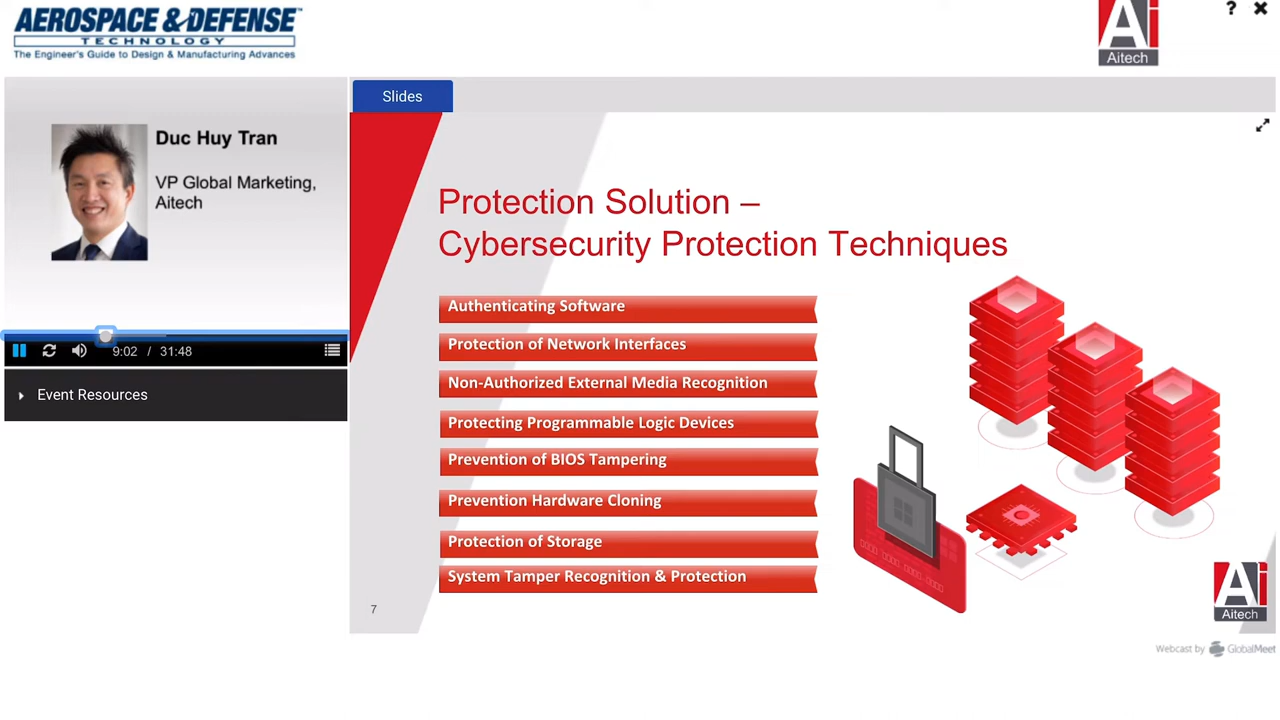 AEROSPACE & DEFENSE™
TECHNOLOGY
The Engineer's Guide to Design & Manufacturing Advances
Ai
Aitech
?
Slides
Duc Huy Tran
VP Global Marketing,
Aitech
9:02 / 31:48
Event Resources
Protection Solution –
Cybersecurity Protection Techniques
Authenticating Software
Protection of Network Interfaces
Non-Authorized External Media Recognition
Protecting Programmable Logic Devices
Prevention of BIOS Tampering
Prevention Hardware Cloning
Protection of Storage
System Tamper Recognition & Protection
7
Ai
Aitech
Webcast by GlobalMeet